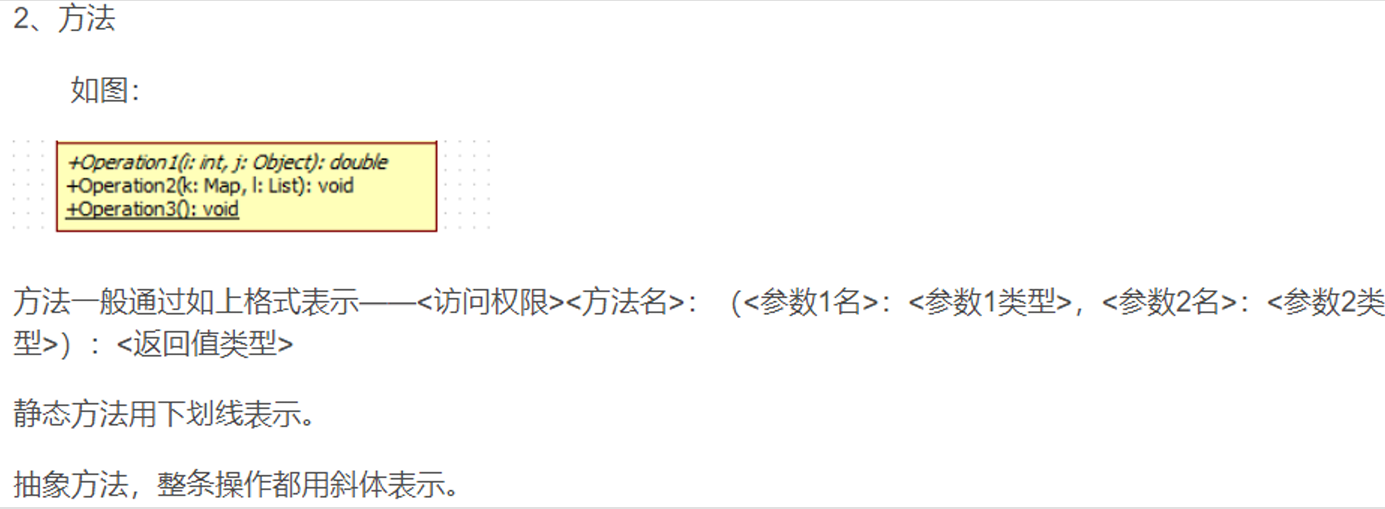 2、方法
如图：
+Operation1(i: int, j: Object): double
+Operation2(k: Map, l: List): void
+Operation3(): void
方法一般通过如上格式表示——<访问权限><方法名>：（<参数1名>：<参数1类型>，<参数2名>：<参数2类
型>）：<返回值类型>
静态方法用下划线表示。
抽象方法，整条操作都用斜体表示。